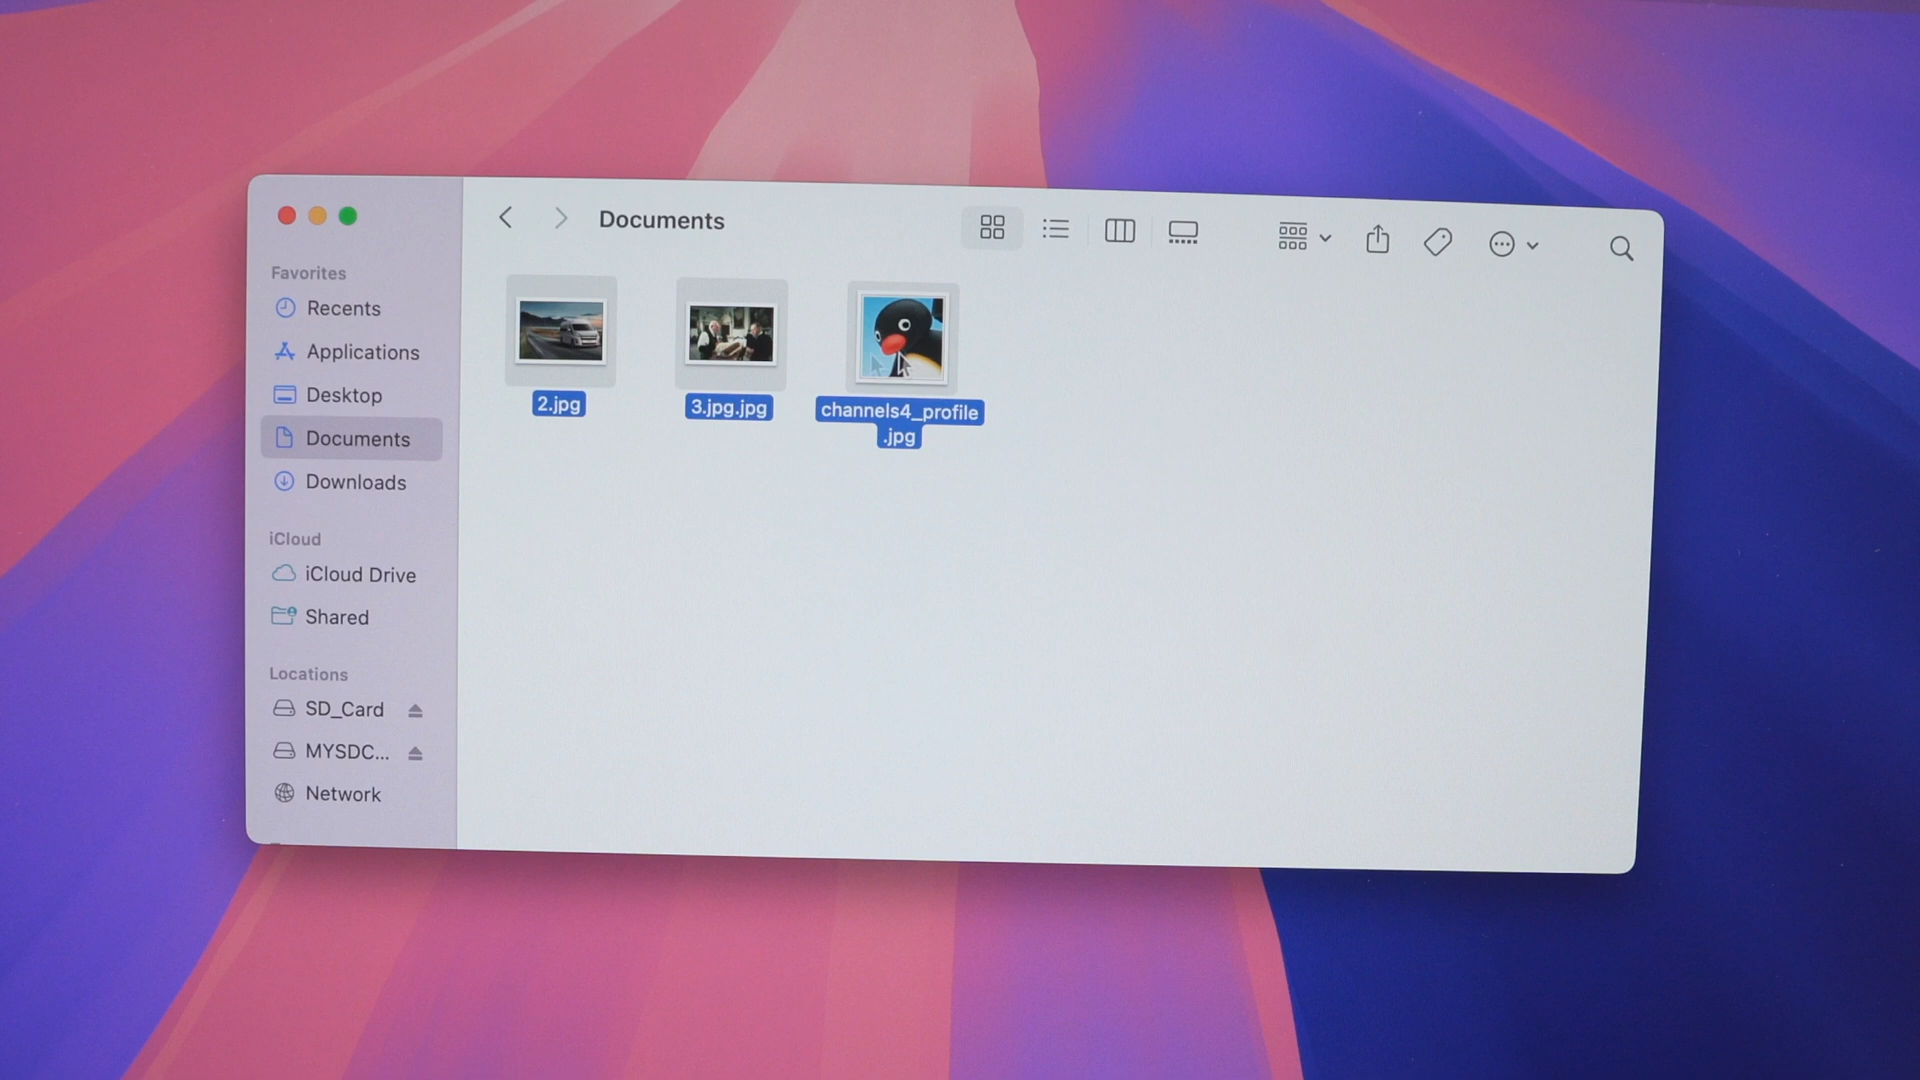 Documents
Favorites
Recents
Applications
Desktop
Documents
Downloads
iCloud
iCloud Drive
Shared
Locations
SD_Card
MYSDC...
Network
2.jpg
3.jpg.jpg
channels4_profile
.jpg